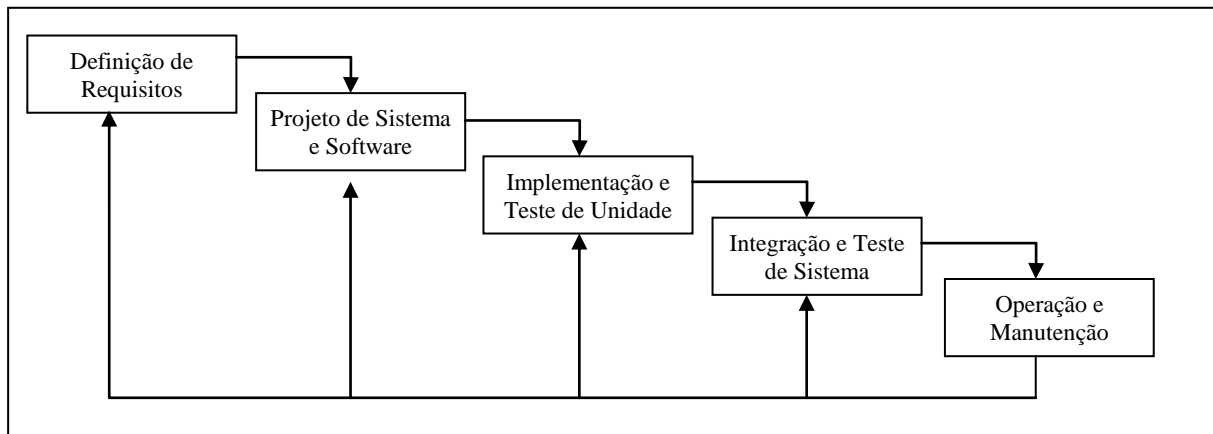 Definição de
Requisitos
Projeto de Sistema
e Software
Implementação e
Teste de Unidade
Integração e Teste
de Sistema
Operação e
Manutenção